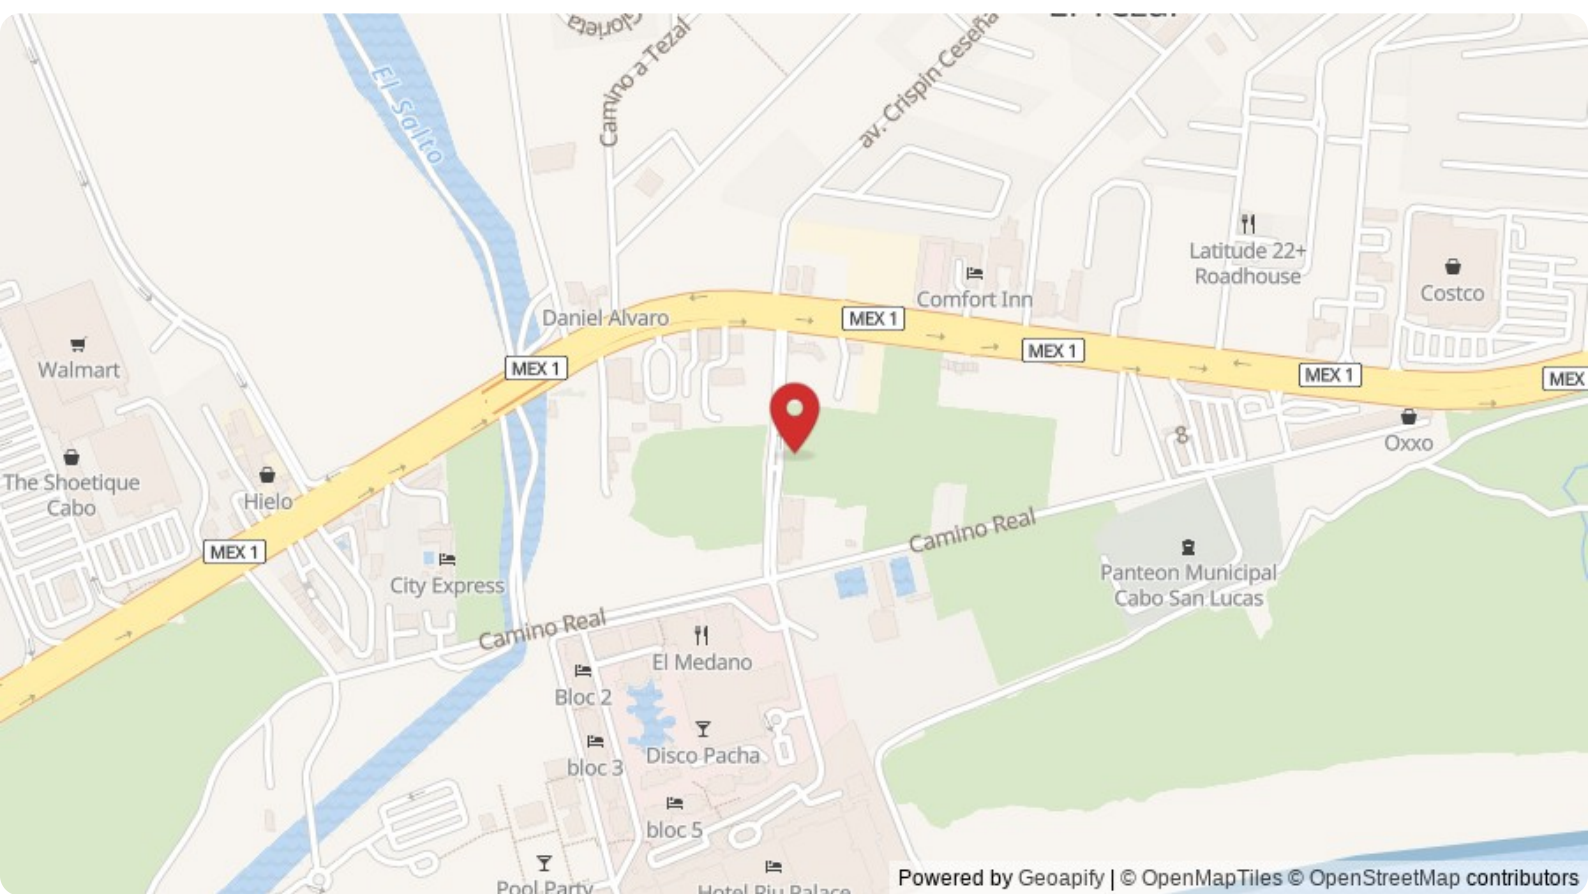 Glorieta
El Tezal
Camino a Tezal
av. Crispin Ceseña
El Salto
Latitude 22+
Roadhouse
Costco
Comfort Inn
Daniel Alvaro
MEX 1
MEX 1
MEX 1
MEX 1
MEX
Walmart
Oxxo
8
The Shoetique
Cabo
Hielo
MEX 1
City Express
Camino Real
Panteon Municipal
Cabo San Lucas
Camino Real
El Medano
Bloc 2
Disco Pacha
bloc 3
bloc 5
Pool Party
Hotel Riu Palace
Powered by Geoapify | © OpenMapTiles © OpenStreetMap contributors